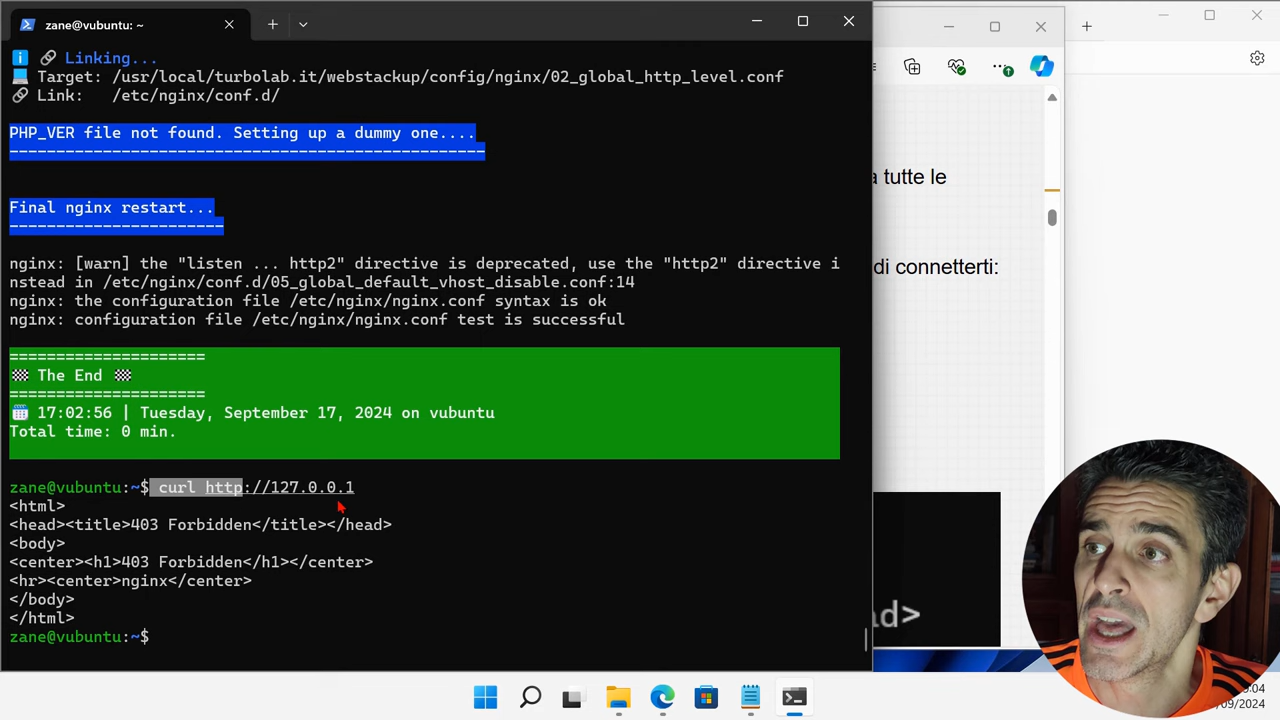 zane@vubuntu: ~
Linking...
Target: /usr/local/turbolab.it/webstackup/config/nginx/02_global_http_level.conf
Link: /etc/nginx/conf.d/
PHP_VER file not found. Setting up a dummy one....
---------------------------------------------------
Final nginx restart...
-----------------------
nginx: [warn] the "listen ... http2" directive is deprecated, use the "http2" directive i
nstead in /etc/nginx/conf.d/05_global_default_vhost_disable.conf:14
nginx: the configuration file /etc/nginx/nginx.conf syntax is ok
nginx: configuration file /etc/nginx/nginx.conf test is successful
=====================
The End
=====================
17:02:56 | Tuesday, September 17, 2024 on vubuntu
Total time: 0 min.
zane@vubuntu:~$ curl http://127.0.0.1
<html>
<head><title>403 Forbidden</title></head>
<body>
<center><h1>403 Forbidden</h1></center>
<hr><center>nginx</center>
</body>
</html>
zane@vubuntu:~$
a tutte le
di connetterti:
ad>
:04
/09/2024